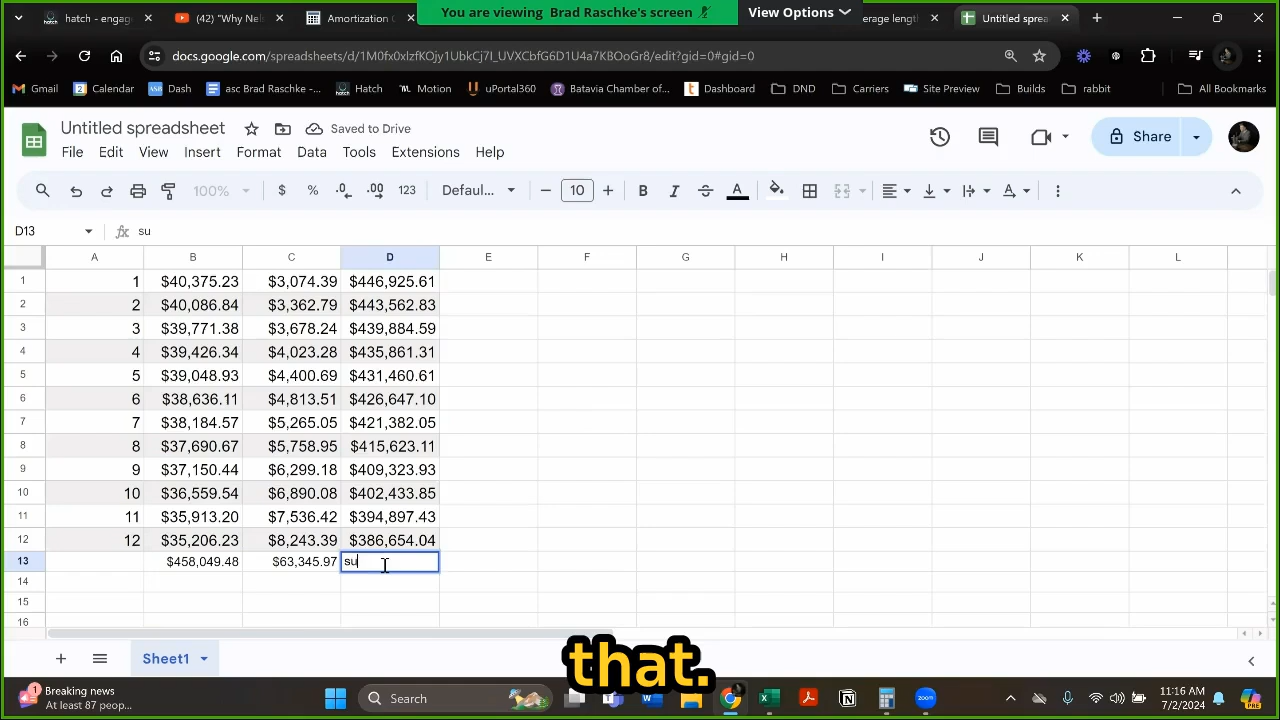 You are viewing Brad Raschke's screen
View Options
hatch - engag
(42) "Why Nel
Amortization C
erage length
Untitled sprea
docs.google.com/spreadsheets/d/1M0fx0xlzfKOjy1UbkCj7I_UVXCbfG6D1U4a7KBOoGr8/edit?gid=0#gid=0
Gmail
Calendar
Dash
asc Brad Raschke -...
Hatch
Motion
uPortal360
Batavia Chamber of...
Dashboard
DND
Carriers
Site Preview
Builds
rabbit
All Bookmarks
Untitled spreadsheet
Saved to Drive
File Edit View Insert Format Data Tools Extensions Help
Share
100%
$ % .0 .00 123
Defaul...
10
B I S A
D13
fx su
A B C D E F G H I J K L
1 1 $40,375.23 $3,074.39 $446,925.61
2 2 $40,086.84 $3,362.79 $443,562.83
3 3 $39,771.38 $3,678.24 $439,884.59
4 4 $39,426.34 $4,023.28 $435,861.31
5 5 $39,048.93 $4,400.69 $431,460.61
6 6 $38,636.11 $4,813.51 $426,647.10
7 7 $38,184.57 $5,265.05 $421,382.05
8 8 $37,690.67 $5,758.95 $415,623.11
9 9 $37,150.44 $6,299.18 $409,323.93
10 10 $36,559.54 $6,890.08 $402,433.85
11 11 $35,913.20 $7,536.42 $394,897.43
12 12 $35,206.23 $8,243.39 $386,654.04
13 $458,049.48 $63,345.97 su
14
15
16
that.
Sheet1
Breaking news
At least 87 people...
1
Search
zoom
11:16 AM
7/2/2024